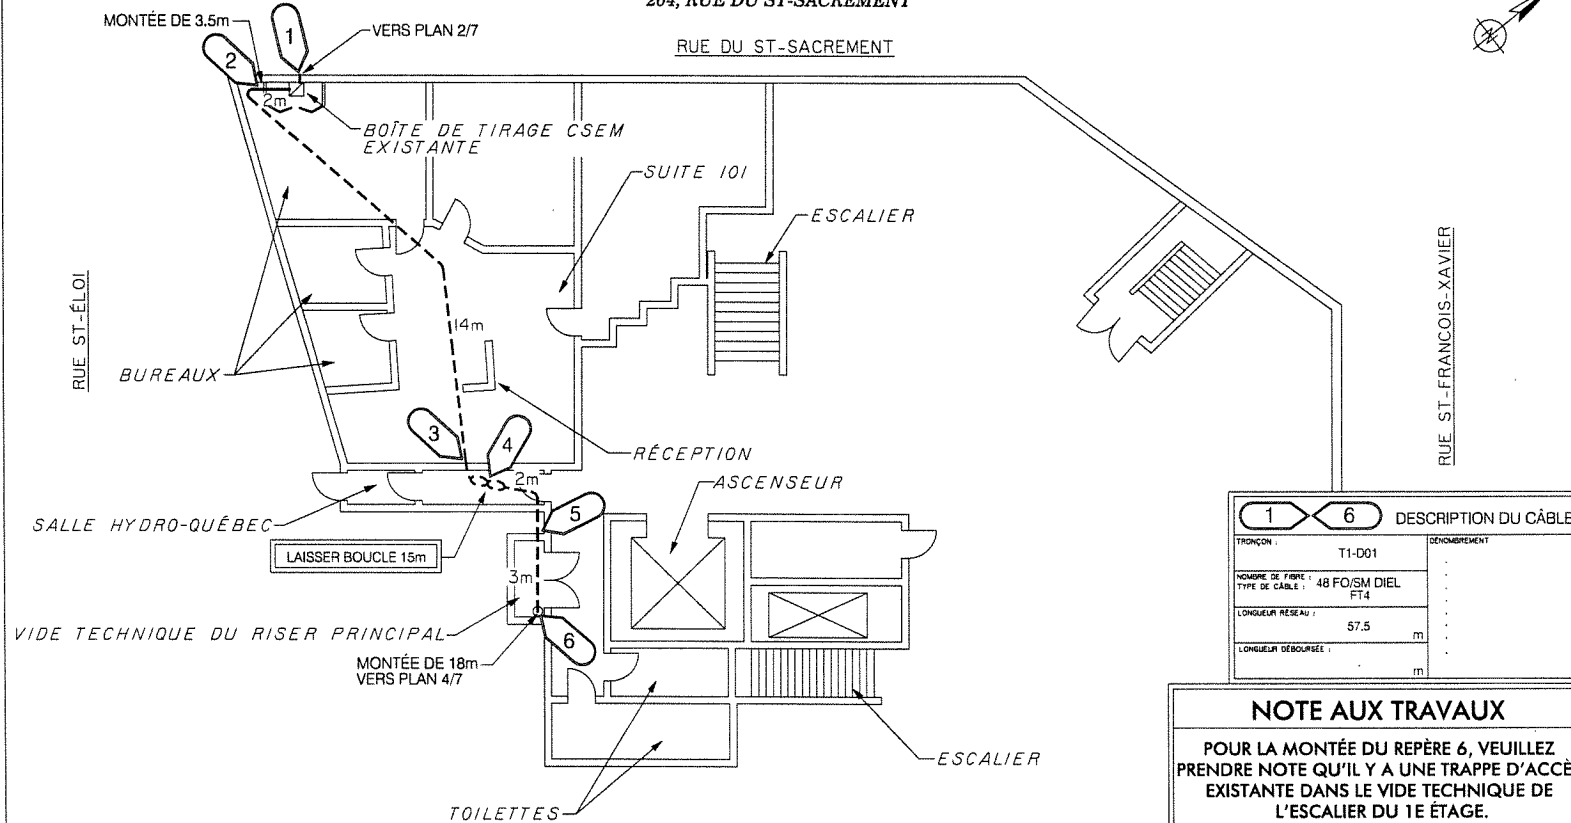 204, RUE DU ST-SACREMENT
MONTÉE DE 3.5m
1
VERS PLAN 2/7
RUE DU ST-SACREMENT
2
2m
BOÎTE DE TIRAGE CSEM
EXISTANTE
SUITE 101
ESCALIER
RUE ST-ÉLOI
14m
BUREAUX
RUE ST-FRANCOIS-XAVIER
3
4
RÉCEPTION
2m
ASCENSEUR
SALLE HYDRO-QUÉBEC
5
LAISSER BOUCLE 15m
3m
VIDE TECHNIQUE DU RISER PRINCIPAL
6
MONTÉE DE 18m
VERS PLAN 4/7
ESCALIER
TOILETTES
1 6 DESCRIPTION DU CÂBLE
TRONÇON :
T1-D01
DÉNOMBREMENT
NOMBRE DE FIBRE :
TYPE DE CÂBLE : 48 FO/SM DIEL
FT4
LONGUEUR RÉSEAU :
57.5 m
LONGUEUR DÉBOURSÉE :
m
NOTE AUX TRAVAUX
POUR LA MONTÉE DU REPÈRE 6, VEUILLEZ
PRENDRE NOTE QU'IL Y A UNE TRAPPE D'ACCÈ
EXISTANTE DANS LE VIDE TECHNIQUE DE
L'ESCALIER DU 1E ÉTAGE.